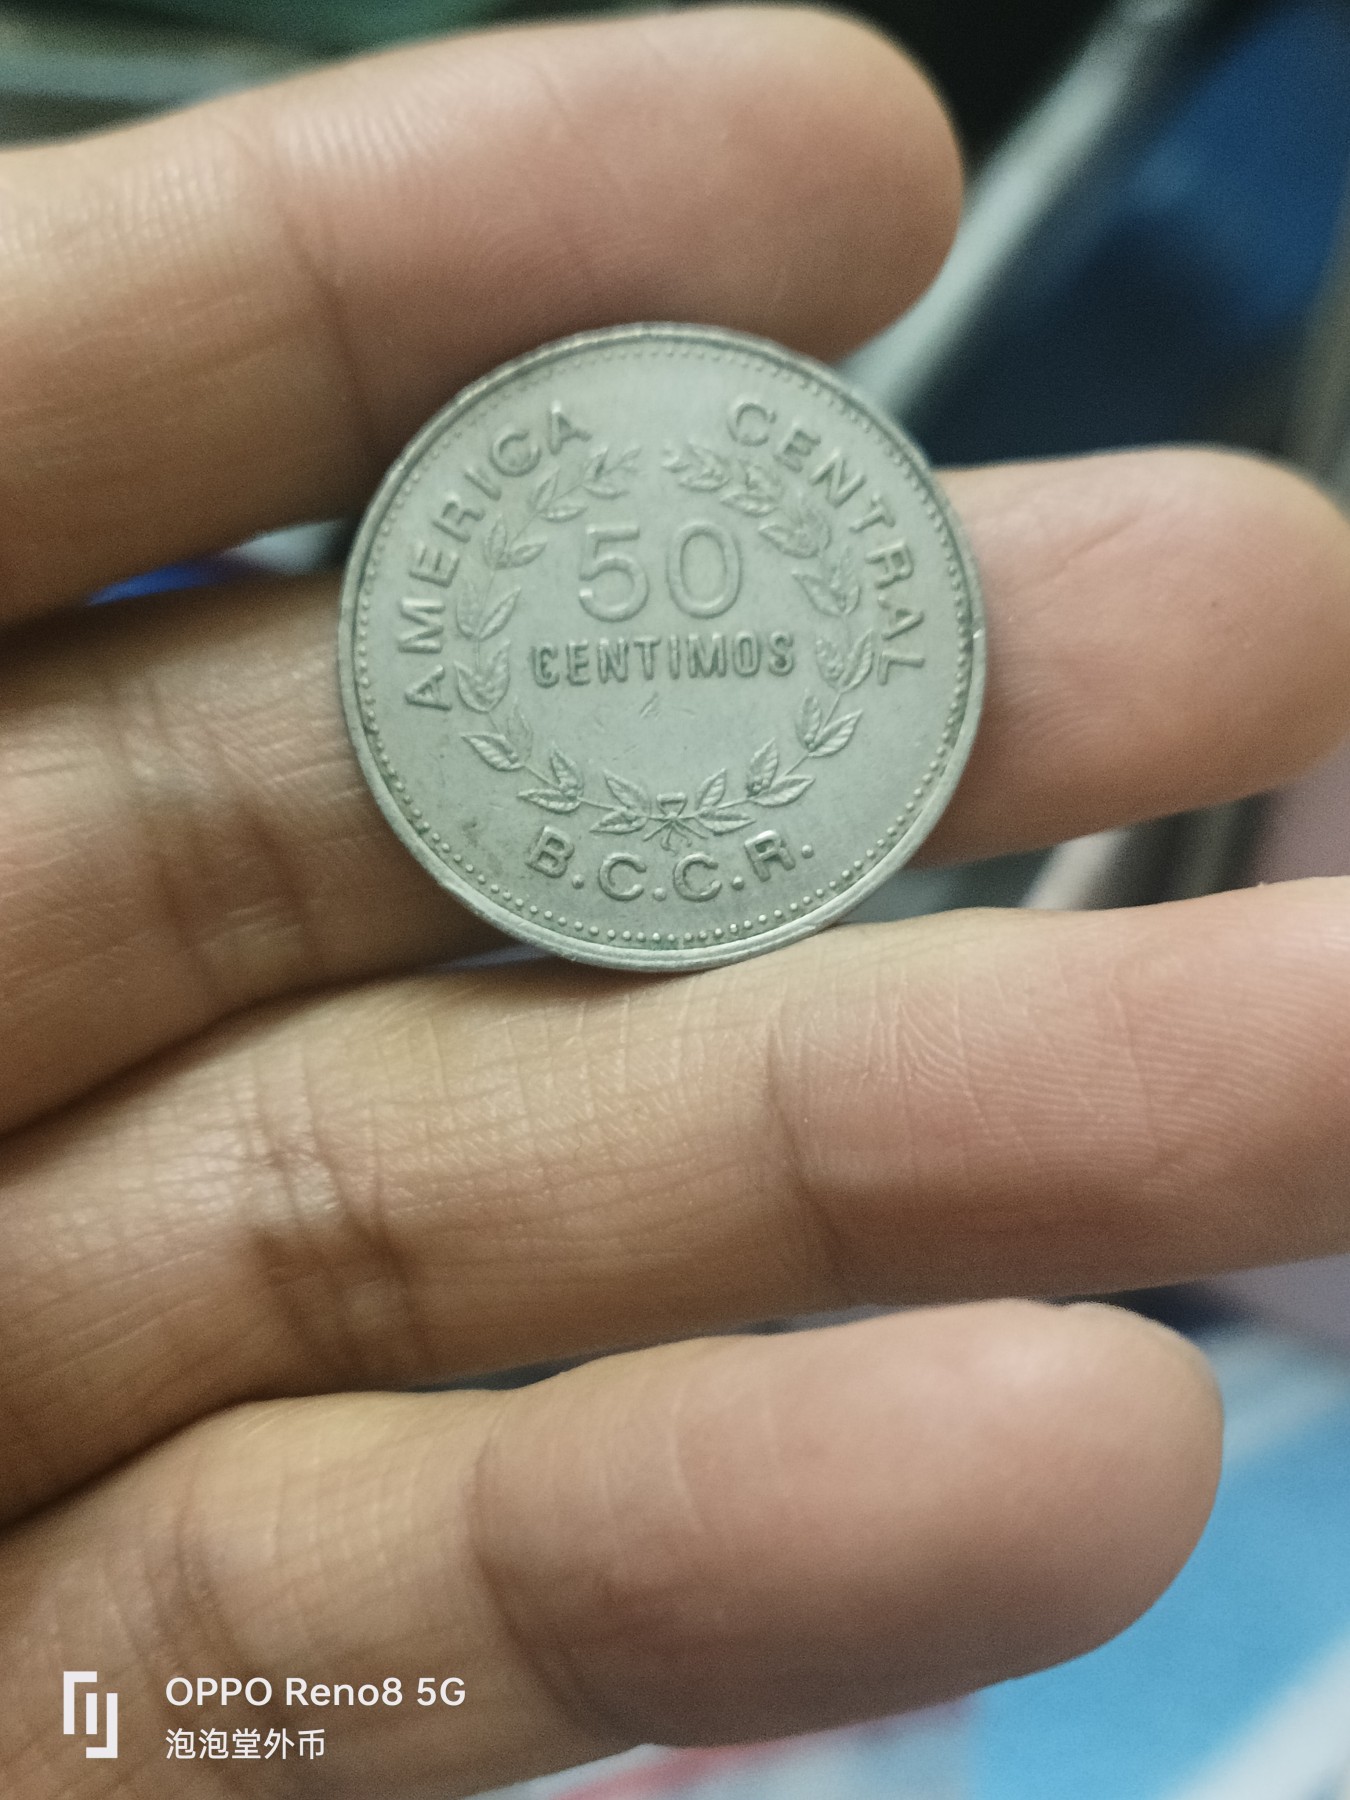 AMERICA CENTRAL
50
CENTIMOS
B.C.C.R.
OPPO Reno8 5G
泡泡堂外币